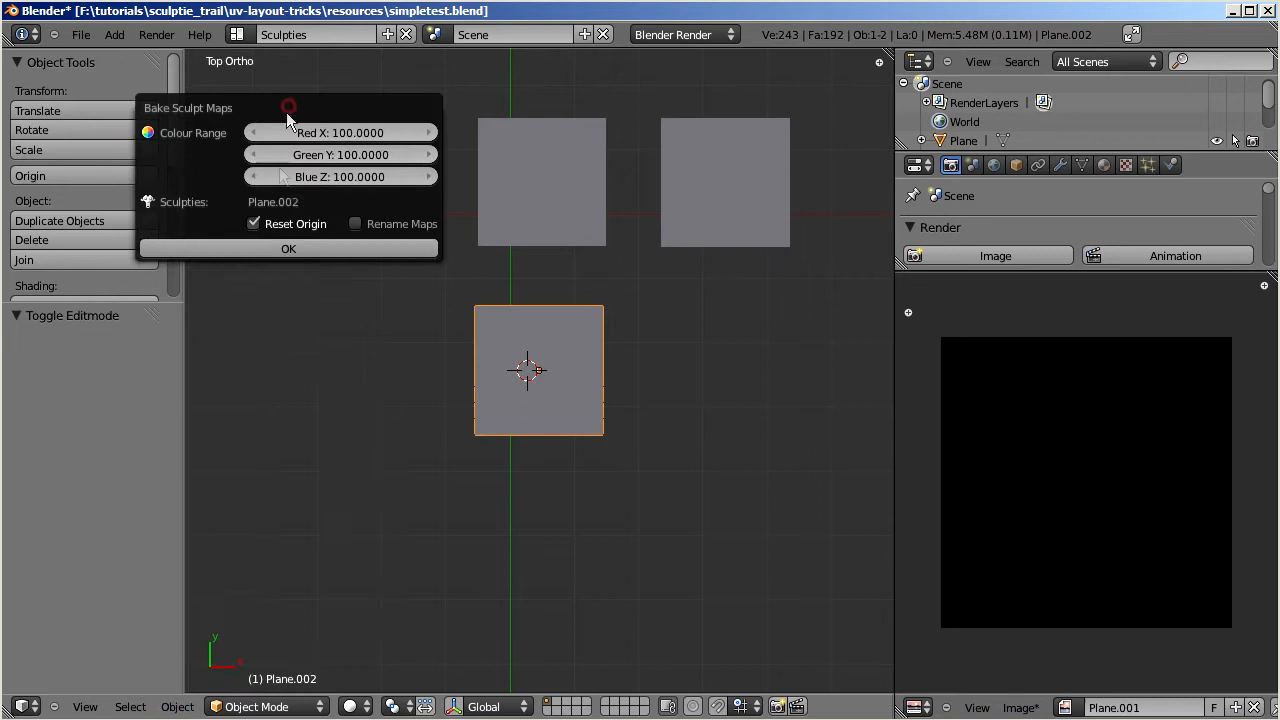 Blender* [F:\tutorials\sculptie_trail\uv-layout-tricks\resources\simpletest.blend]
File Add Render Help Sculpties Scene Blender Render Ve:243 | Fa:192 | Ob:1-2 | La:0 | Mem:5.48M (0.11M) | Plane.002
Object Tools
Translate
Rotate
Scale
Origin
Object:
Duplicate Objects
Delete
Join
Shading:
Toggle Editmode
Top Ortho
Bake Sculpt Maps
Colour Range
Red X: 100.0000
Green Y: 100.0000
Blue Z: 100.0000
Sculpties: Plane.002
Reset Origin Rename Maps
OK
y
x
(1) Plane.002
View Search All Scenes
Scene
RenderLayers
World
Plane
Scene
Render
Image Animation
View Select Object Object Mode Global
View Image* Plane.001 F